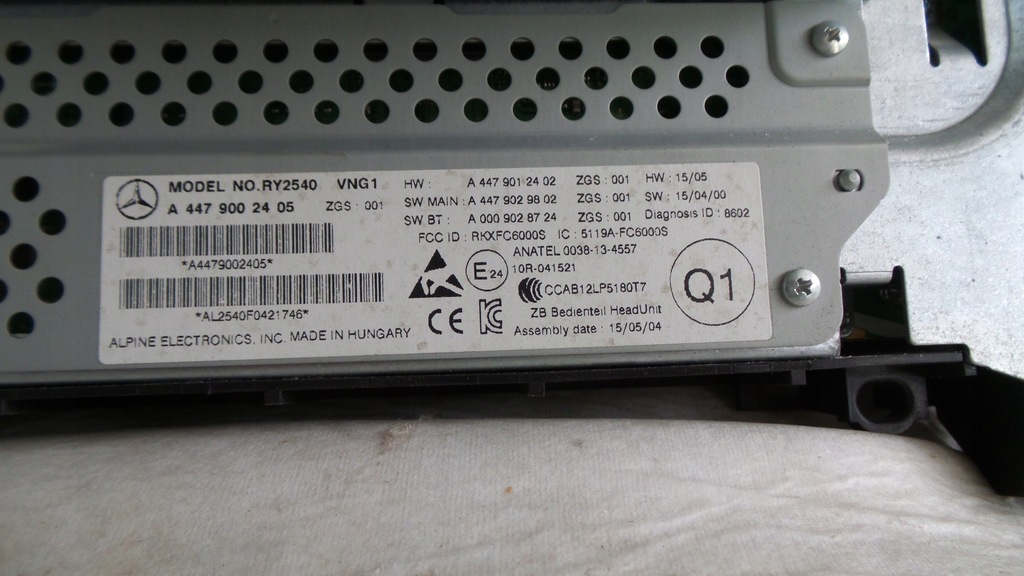 MODEL NO.RY2540 VNG1
A 447 900 24 05 ZGS : 001
*A4479002405*
*AL2540F0421746*
ALPINE ELECTRONICS, INC. MADE IN HUNGARY
HW : A 447 901 24 02 ZGS : 001 HW : 15/05
SW MAIN : A 447 902 98 02 ZGS : 001 SW : 15/04/00
SW BT : A 000 902 87 24 ZGS : 001 Diagnosis ID : 8602
FCC ID : RKXFC6000S IC : 5119A-FC6000S
ANATEL 0038-13-4557
E24 10R-041521
CCAB12LP5180T7
CE KC
ZB Bedienteil HeadUnit
Assembly date : 15/05/04
Q1